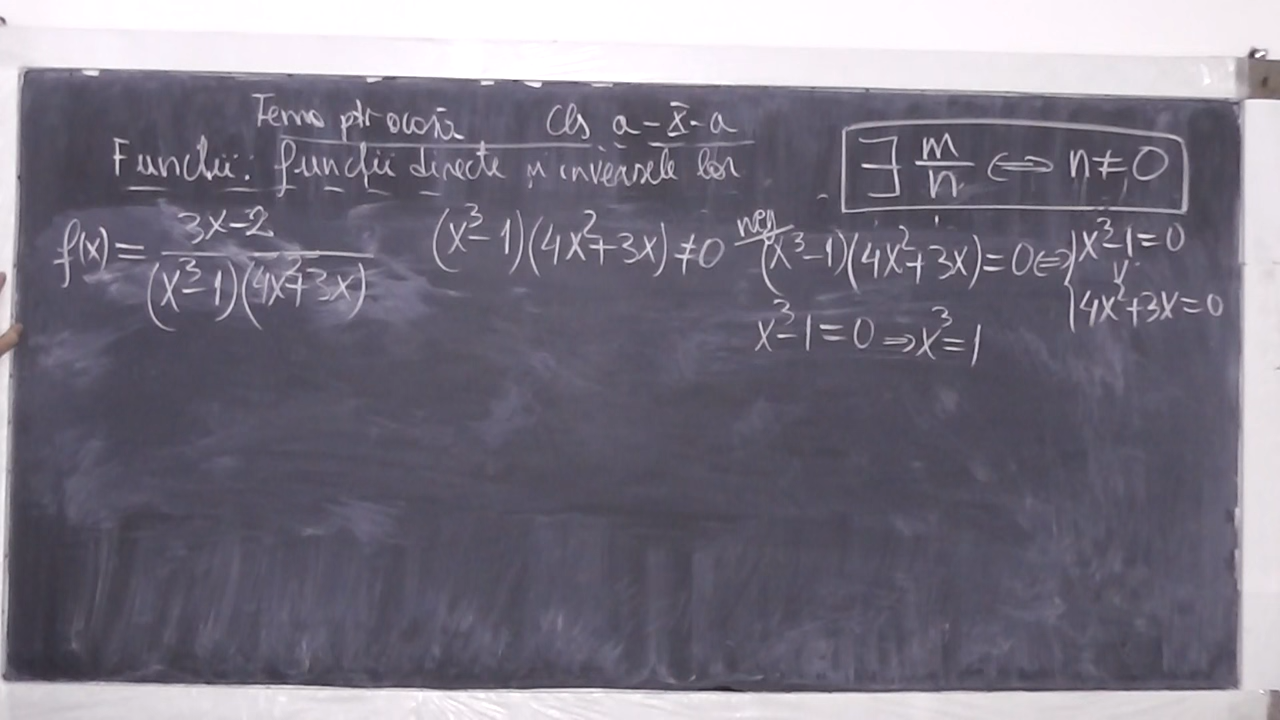 Tema ptr acasă Cls a-X-a
Funcții: funcții directe și inversele lor
∃ m/n ⇔ n≠0
f(x) = (3x-2)/((x³-1)(4x²+3x))
(x³-1)(4x²+3x)≠0
neg
(x³-1)(4x²+3x)=0⇔{x³-1=0
v
4x²+3x=0
x³-1=0⇒x³=1